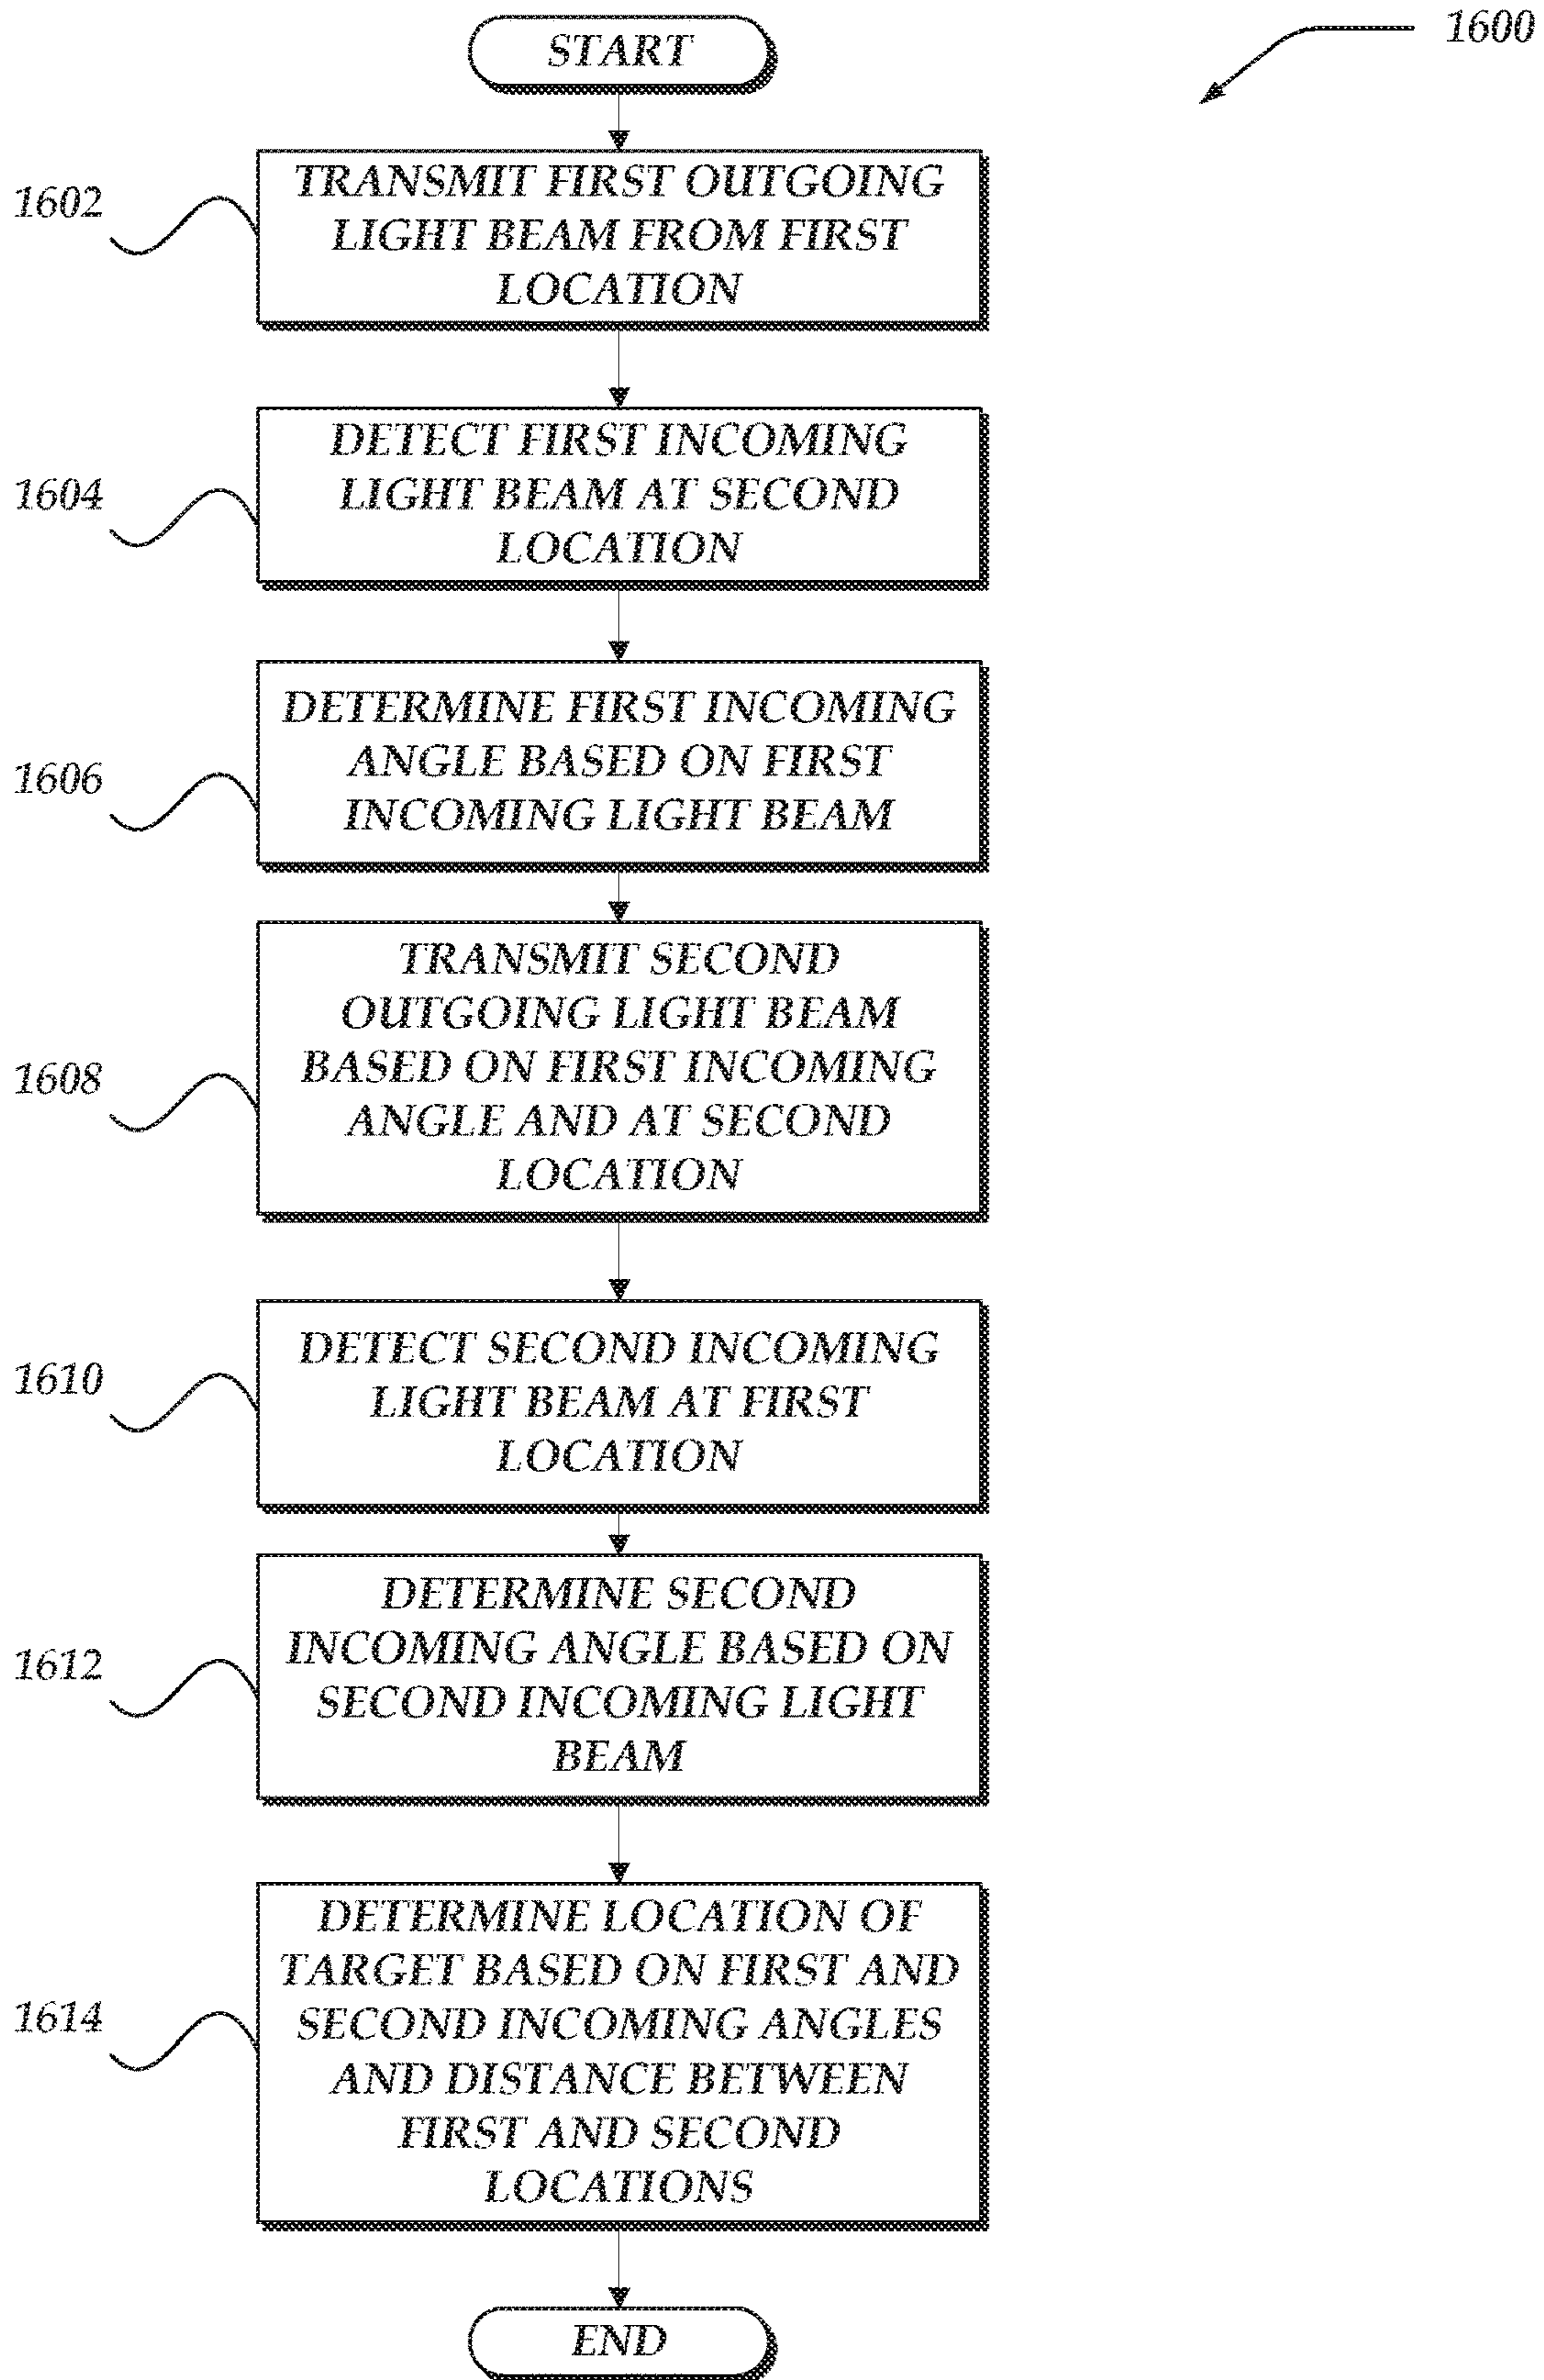 START
1600
1602
TRANSMIT FIRST OUTGOING
LIGHT BEAM FROM FIRST
LOCATION
1604
DETECT FIRST INCOMING
LIGHT BEAM AT SECOND
LOCATION
1606
DETERMINE FIRST INCOMING
ANGLE BASED ON FIRST
INCOMING LIGHT BEAM
1608
TRANSMIT SECOND
OUTGOING LIGHT BEAM
BASED ON FIRST INCOMING
ANGLE AND AT SECOND
LOCATION
1610
DETECT SECOND INCOMING
LIGHT BEAM AT FIRST
LOCATION
1612
DETERMINE SECOND
INCOMING ANGLE BASED ON
SECOND INCOMING LIGHT
BEAM
1614
DETERMINE LOCATION OF
TARGET BASED ON FIRST AND
SECOND INCOMING ANGLES
AND DISTANCE BETWEEN
FIRST AND SECOND
LOCATIONS
END